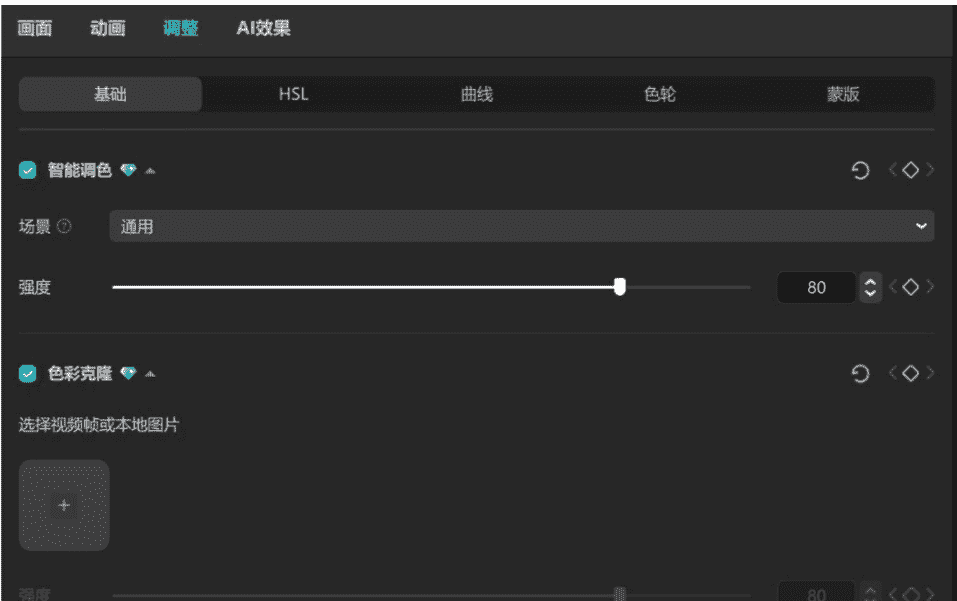 画面 动画 调整 AI效果
基础 HSL 曲线 色轮 蒙版
智能调色
场景 ? 通用
强度 80
色彩克隆
选择视频帧或本地图片
+
强度 80